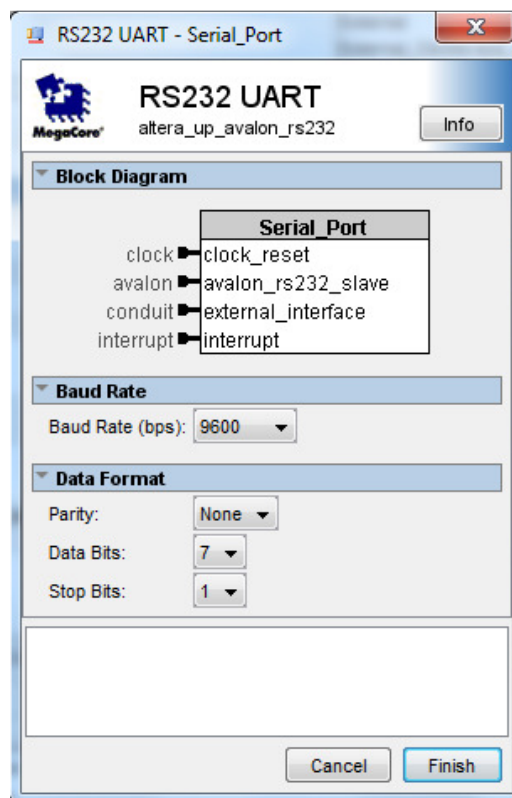 RS232 UART - Serial_Port
X
RS232 UART
altera_up_avalon_rs232
MegaCore®
Info
Block Diagram
Serial_Port
clock clock_reset
avalon avalon_rs232_slave
conduit external_interface
interrupt interrupt
Baud Rate
Baud Rate (bps): 9600
Data Format
Parity: None
Data Bits: 7
Stop Bits: 1
Cancel Finish